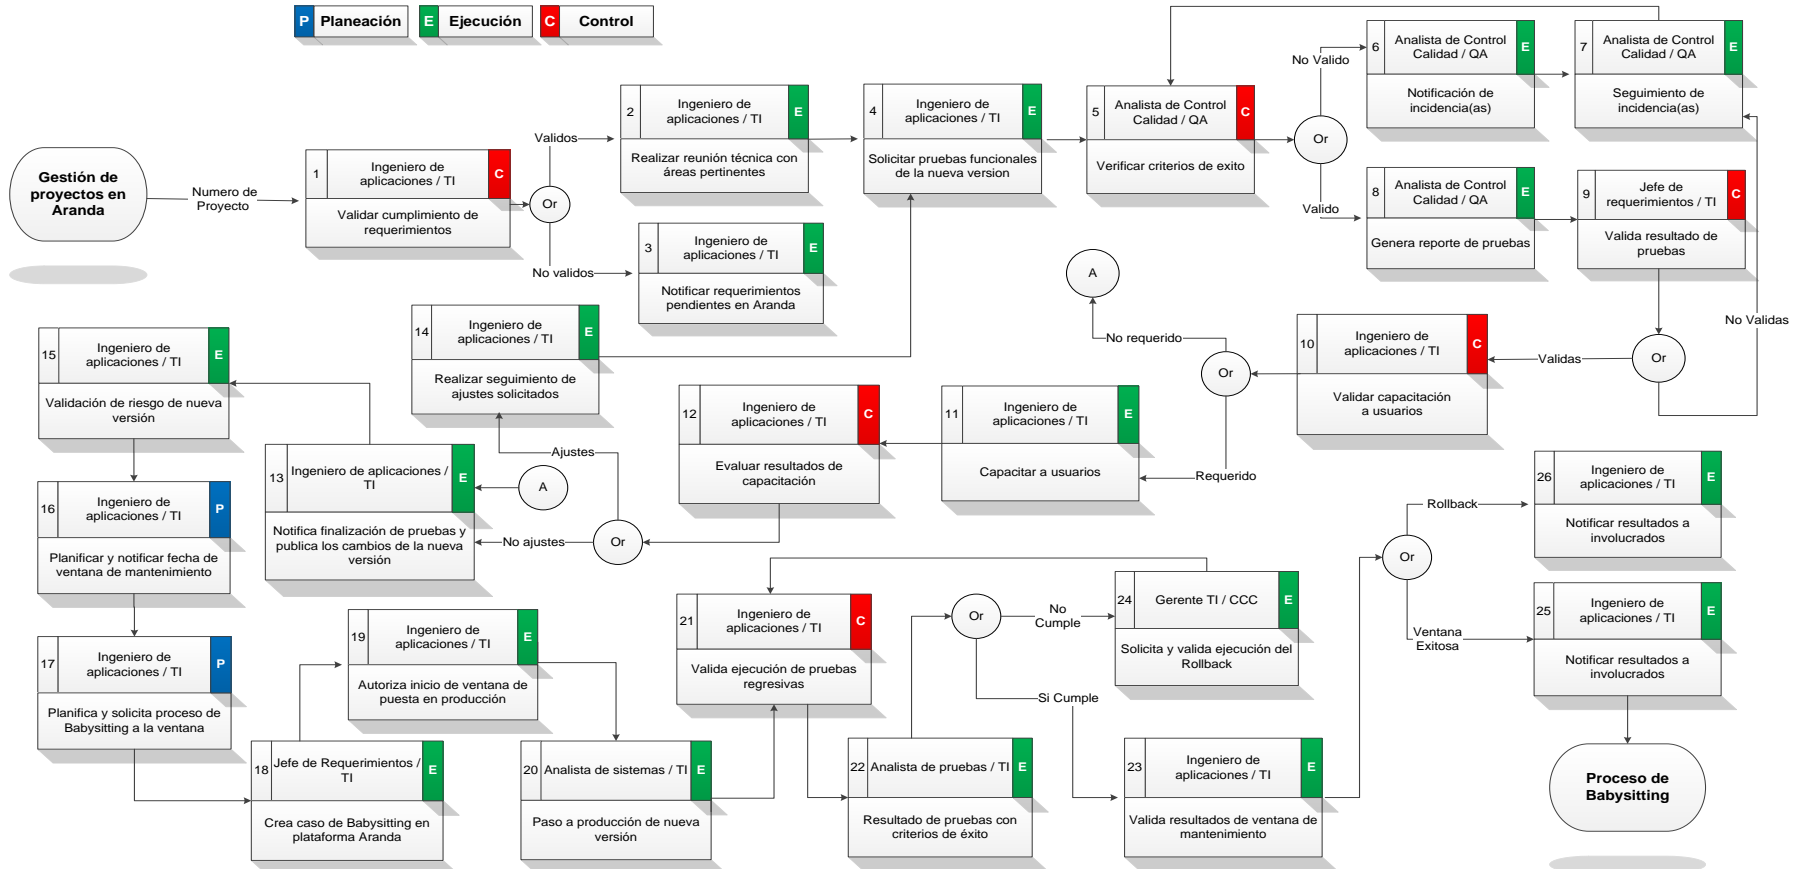 P Planeación
E Ejecución
C Control
Gestión de
proyectos en
Aranda
Numero de
Proyecto
1
Ingeniero de
aplicaciones / TI
C
Validar cumplimiento de
requerimientos
Or
Validos
No validos
2
Ingeniero de
aplicaciones / TI
E
Realizar reunión técnica con
áreas pertinentes
3
Ingeniero de
aplicaciones / TI
E
Notificar requerimientos
pendientes en Aranda
4
Ingeniero de
aplicaciones / TI
E
Solicitar pruebas funcionales
de la nueva version
5
Analista de Control
Calidad / QA
C
Verificar criterios de exito
Or
No Valido
Valido
6
Analista de Control
Calidad / QA
E
Notificación de
incidencia(as)
7
Analista de Control
Calidad / QA
E
Seguimiento de
incidencia(as)
8
Analista de Control
Calidad / QA
E
Genera reporte de pruebas
9
Jefe de
requerimientos / TI
C
Valida resultado de
pruebas
Or
No Validas
Validas
10
Ingeniero de
aplicaciones / TI
C
Validar capacitación
a usuarios
Or
No requerido
A
Requerido
11
Ingeniero de
aplicaciones / TI
E
Capacitar a usuarios
12
Ingeniero de
aplicaciones / TI
C
Evaluar resultados de
capacitación
Or
Ajustes
No ajustes
A
13
Ingeniero de aplicaciones /
TI
E
Notifica finalización de pruebas y
publica los cambios de la nueva
versión
14
Ingeniero de
aplicaciones / TI
E
Realizar seguimiento de
ajustes solicitados
15
Ingeniero de
aplicaciones / TI
E
Validación de riesgo de nueva
versión
16
Ingeniero de
aplicaciones / TI
P
Planificar y notificar fecha de
ventana de mantenimiento
17
Ingeniero de
aplicaciones / TI
P
Planifica y solicita proceso de
Babysitting a la ventana
18
Jefe de Requerimientos /
TI
E
Crea caso de Babysitting en
plataforma Aranda
19
Ingeniero de
aplicaciones / TI
E
Autoriza inicio de ventana de
puesta en producción
20
Analista de sistemas / TI
E
Paso a producción de nueva
versión
21
Ingeniero de
aplicaciones / TI
C
Valida ejecución de pruebas
regresivas
22
Analista de pruebas / TI
E
Resultado de pruebas con
criterios de éxito
Or
No
Cumple
Si Cumple
23
Ingeniero de
aplicaciones / TI
E
Valida resultados de ventana de
mantenimiento
24
Gerente TI / CCC
E
Solicita y valida ejecución del
Rollback
Or
Rollback
Ventana
Exitosa
26
Ingeniero de
aplicaciones / TI
E
Notificar resultados a
involucrados
25
Ingeniero de
aplicaciones / TI
E
Notificar resultados a
involucrados
Proceso de
Babysitting